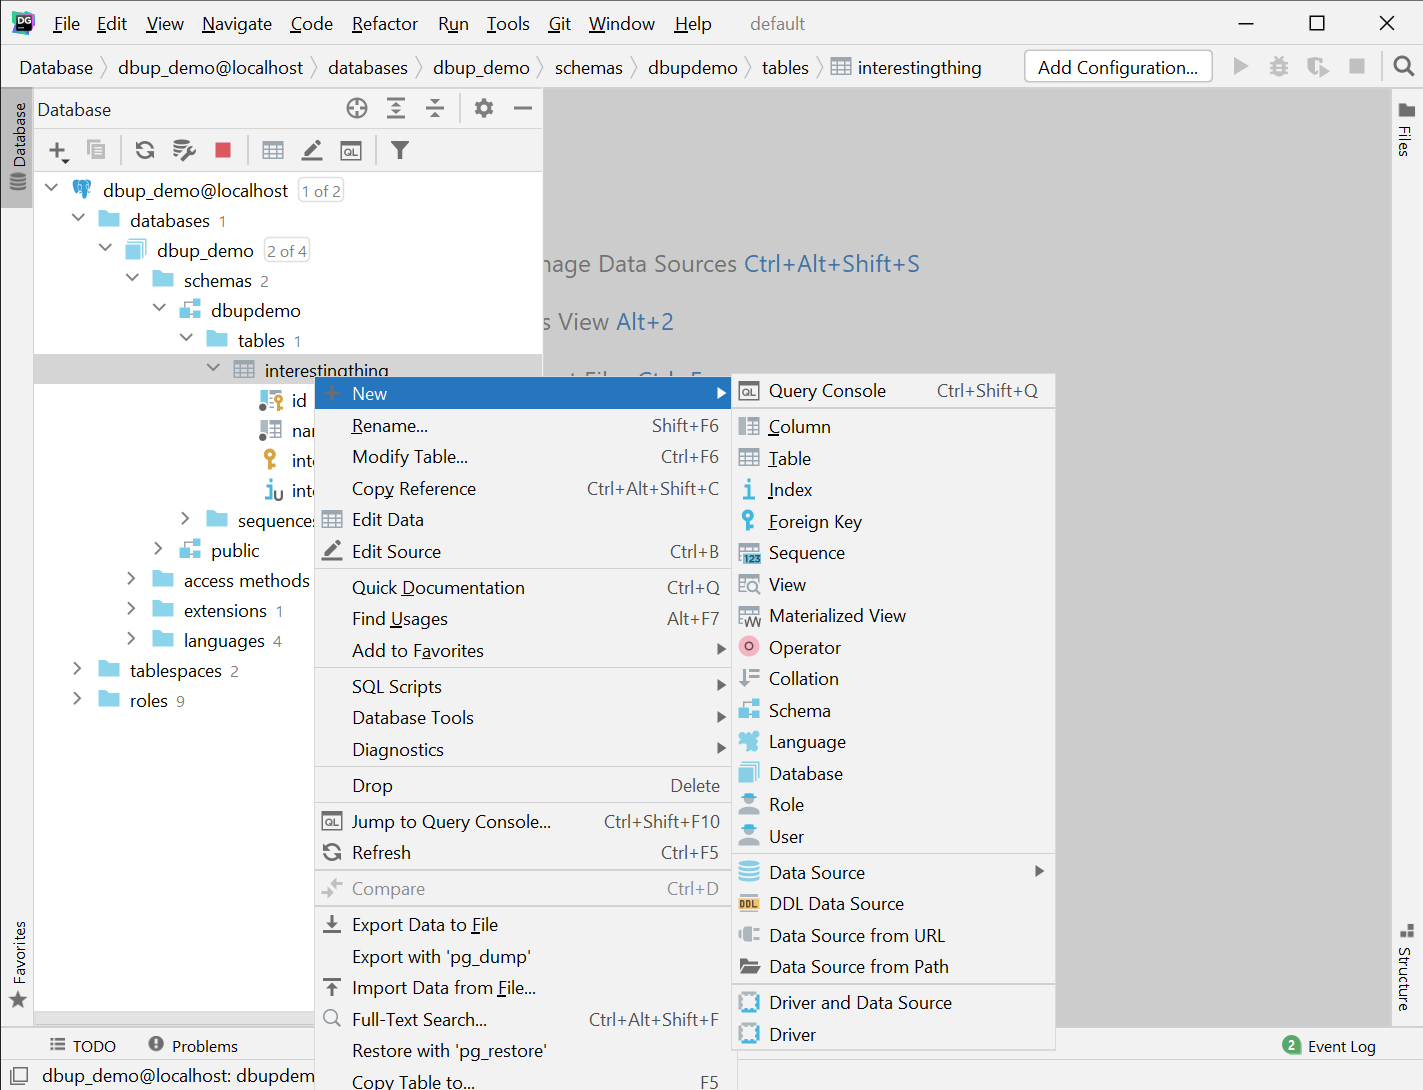 DG File Edit View Navigate Code Refactor Run Tools Git Window Help default
Database dbup_demo@localhost databases dbup_demo schemas dbupdemo tables interestingthing Add Configuration...
Database
Database
Files
QL
dbup_demo@localhost 1 of 2
databases 1
dbup_demo 2 of 4
schemas 2
dbupdemo
tables 1
interestingthing
id
sequences
public
access methods
extensions 1
languages 4
tablespaces 2
roles 9
Data Sources Ctrl+Alt+Shift+S
View Alt+2
New
Rename... Shift+F6
Modify Table... Ctrl+F6
Copy Reference Ctrl+Alt+Shift+C
Edit Data
Edit Source Ctrl+B
Quick Documentation Ctrl+Q
Find Usages Alt+F7
Add to Favorites
SQL Scripts
Database Tools
Diagnostics
Drop Delete
QL Jump to Query Console... Ctrl+Shift+F10
Refresh Ctrl+F5
Compare Ctrl+D
Export Data to File
Export with 'pg_dump'
Import Data from File...
Full-Text Search... Ctrl+Alt+Shift+F
Restore with 'pg_restore'
Copy Table to... F5
QL Query Console Ctrl+Shift+Q
Column
Table
Index
Foreign Key
123 Sequence
View
Materialized View
Operator
Collation
Schema
Language
Database
Role
User
Data Source
DDL DDL Data Source
Data Source from URL
Data Source from Path
Driver and Data Source
Driver
Favorites
Structure
TODO Problems 2 Event Log
dbup_demo@localhost: dbupdem